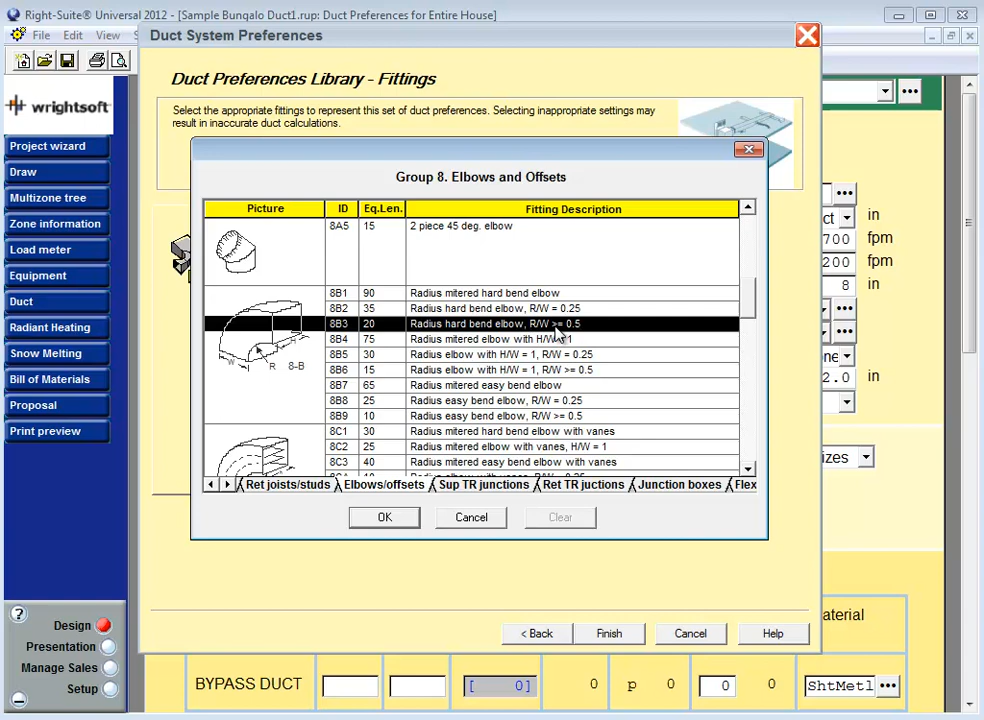 Right-Suite® Universal 2012 - [Sample Bungalo Duct1.rup: Duct Preferences for Entire House]
File Edit View
Duct System Preferences
wrightsoft
Project wizard
Draw
Multizone tree
Zone information
Load meter
Equipment
Duct
Radiant Heating
Snow Melting
Bill of Materials
Proposal
Print preview
?
Design
Presentation
Manage Sales
Setup
Duct Preferences Library - Fittings
Select the appropriate fittings to represent this set of duct preferences. Selecting inappropriate settings may
result in inaccurate duct calculations.
Group 8. Elbows and Offsets
Picture ID Eq.Len. Fitting Description
8A5 15 2 piece 45 deg. elbow
8B1 90 Radius mitered hard bend elbow
8B2 35 Radius hard bend elbow, R/W = 0.25
8B3 20 Radius hard bend elbow, R/W >= 0.5
8B4 75 Radius mitered elbow with H/W = 1
8B5 30 Radius elbow with H/W = 1, R/W = 0.25
8B6 15 Radius elbow with H/W = 1, R/W >= 0.5
8B7 65 Radius mitered easy bend elbow
8B8 25 Radius easy bend elbow, R/W = 0.25
8B9 10 Radius easy bend elbow, R/W >= 0.5
W R 8-B
8C1 30 Radius mitered hard bend elbow with vanes
8C2 25 Radius mitered elbow with vanes, H/W = 1
8C3 40 Radius mitered easy bend elbow with vanes
Ret joists/studs Elbows/offsets Sup TR junctions Ret TR juctions Junction boxes Flex
OK Cancel Clear
in
ct
700 fpm
200 fpm
8 in
ne
2.0 in
izes
< Back Finish Cancel Help
aterial
BYPASS DUCT [ 0] 0 p 0 0 0 ShtMetl